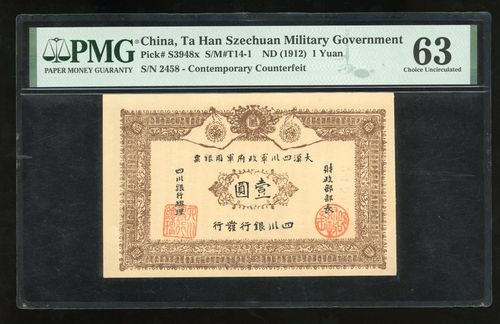 PMG
PAPER MONEY GUARANTY
China, Ta Han Szechuan Military Government
Pick# S3948x S/M#T14-1 ND (1912) 1 Yuan
S/N 2458 - Contemporary Counterfeit
63
Choice Uncirculated
大漢四川軍政府軍用銀票
財政部部長
壹圓
四川銀行總理
四川銀行發行